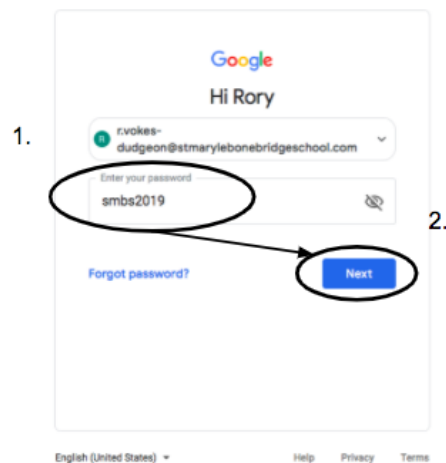 Google
Hi Rory
1.
r.vokes-
dudgeon@stmarylebonebridgeschool.com
R
Enter your password
smbs2019
2.
Forgot password?
Next
English (United States)
Help Privacy Terms